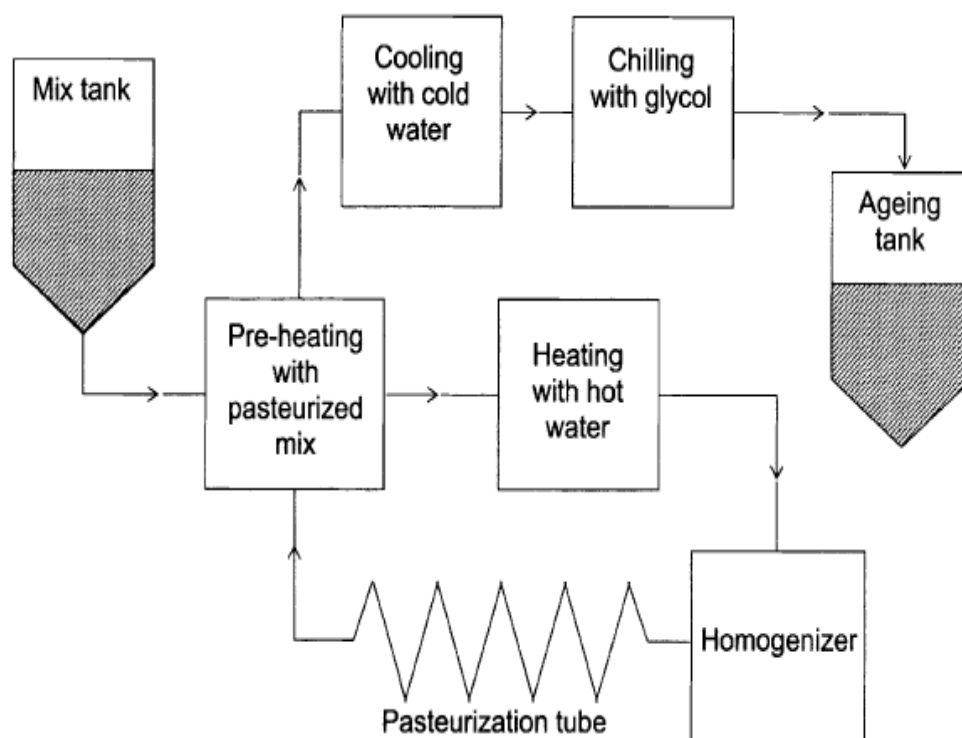 Mix tank
Cooling
with cold
water
Chilling
with glycol
Ageing
tank
Pre-heating
with
pasteurized
mix
Heating
with hot
water
Homogenizer
Pasteurization tube